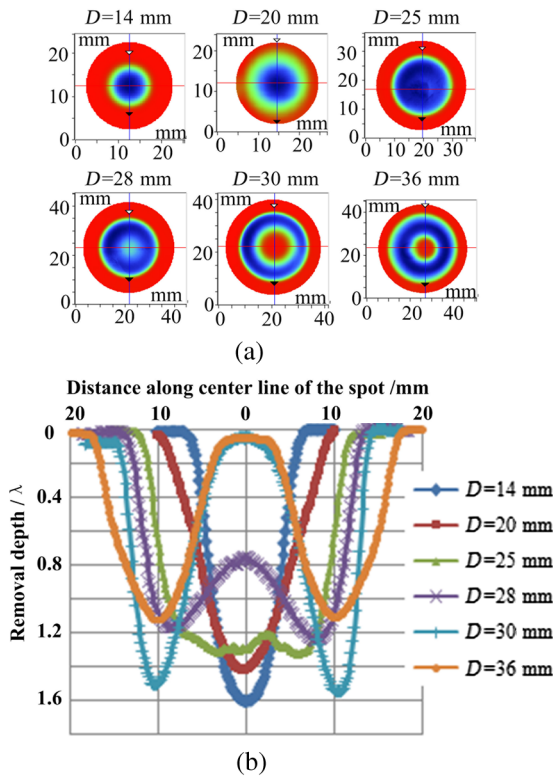 D=14 mm D=20 mm D=25 mm
mm mm mm
20 20 30
10 10 20
10
0 0 0
mm mm mm
0 10 20 0 10 20 0 10 20 30
D=28 mm D=30 mm D=36 mm
mm mm mm
40 40 40
20 20 20
0 0 0
mm mm mm
0 20 40 0 20 40 0 20 40
(a)
Distance along center line of the spot /mm
20 10 0 10 20
0
0.4
0.8
1.2
1.6
Removal depth / λ
D=14 mm
D=20 mm
D=25 mm
D=28 mm
D=30 mm
D=36 mm
(b)